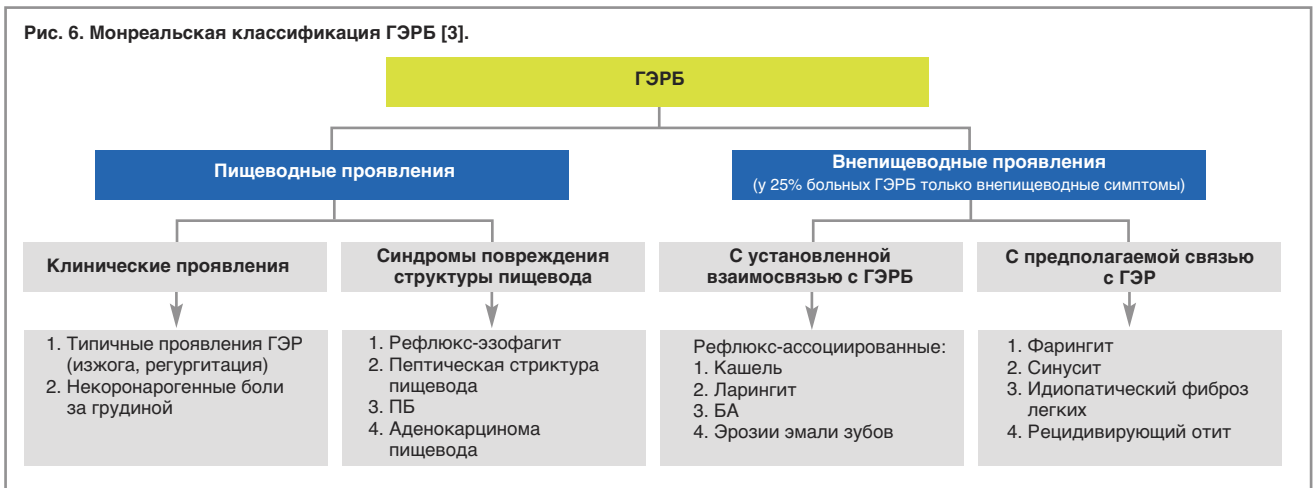 Рис. 6. Монреальская классификация ГЭРБ [3].
ГЭРБ
Пищеводные проявления
Внепищеводные проявления
(у 25% больных ГЭРБ только внепищеводные симптомы)
Клинические проявления
Синдромы повреждения
структуры пищевода
С установленной
взаимосвязью с ГЭРБ
С предполагаемой связью
с ГЭР
1. Типичные проявления ГЭР
(изжога, регургитация)
2. Некоронарогенные боли
за грудиной
1. Рефлюкс-эзофагит
2. Пептическая стриктура
пищевода
3. ПБ
4. Аденокарцинома
пищевода
Рефлюкс-ассоциированные:
1. Кашель
2. Ларингит
3. БА
4. Эрозии эмали зубов
1. Фарингит
2. Синусит
3. Идиопатический фиброз
легких
4. Рецидивирующий отит